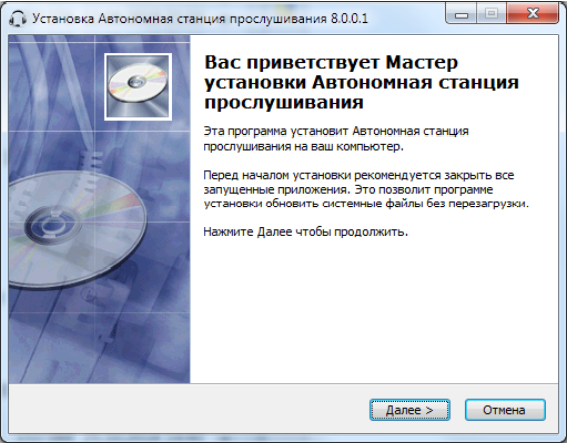 Установка Автономная станция прослушивания 8.0.0.1
Вас приветствует Мастер
установки Автономная станция
прослушивания
Эта программа установит Автономная станция
прослушивания на ваш компьютер.
Перед началом установки рекомендуется закрыть все
запущенные приложения. Это позволит программе
установки обновить системные файлы без перезагрузки.
Нажмите Далее чтобы продолжить.
Далее >
Отмена